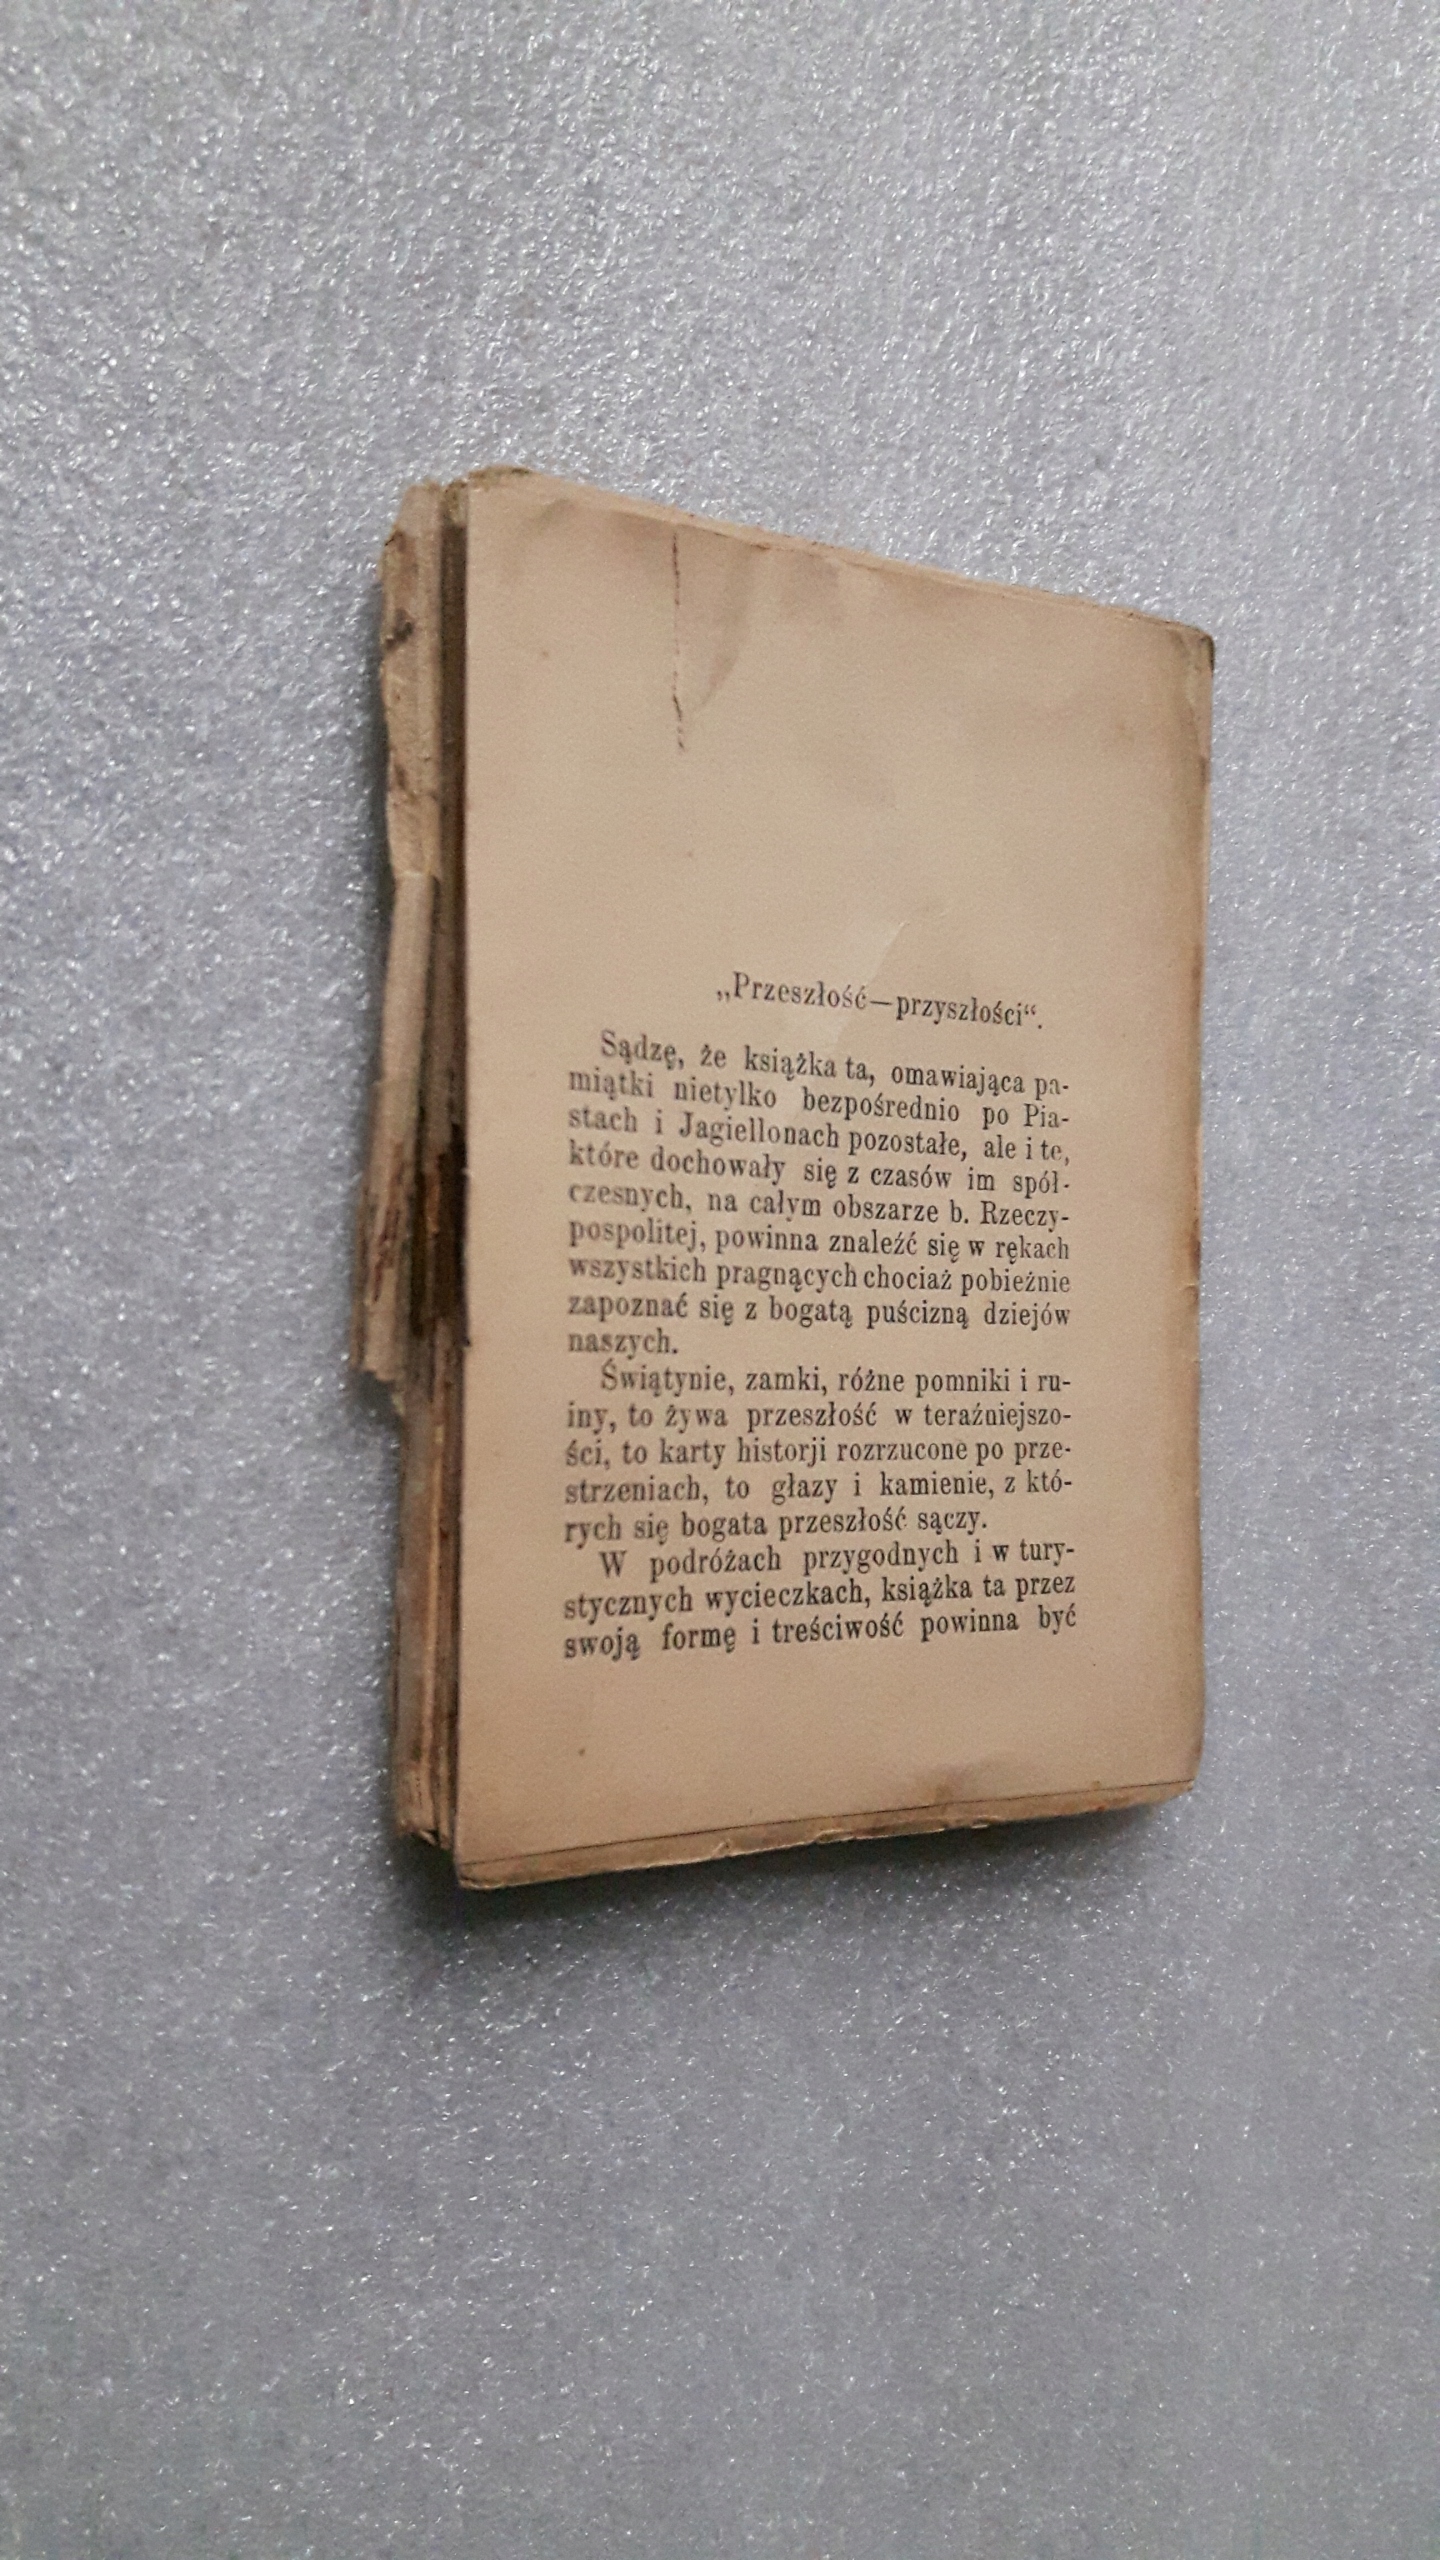 „Przeszłość—przyszłości“.
Sądzę, że książka ta, omawiająca pa-
miątki nietylko bezpośrednio po Pia-
stach i Jagiellonach pozostałe, ale i te,
które dochowały się z czasów im spół-
czesnych, na całym obszarze b. Rzeczy-
pospolitej, powinna znaleźć się w rękach
wszystkich pragnących chociaż pobieżnie
zapoznać się z bogatą puścizną dziejów
naszych.
Świątynie, zamki, różne pomniki i ru-
iny, to żywa przeszłość w teraźniejszo-
ści, to karty historji rozrzucone po prze-
strzeniach, to głazy i kamienie, z któ-
rych się bogata przeszłość sączy.
W podróżach przygodnych i w tury-
stycznych wycieczkach, książka ta przez
swoją formę i treściwość powinna być